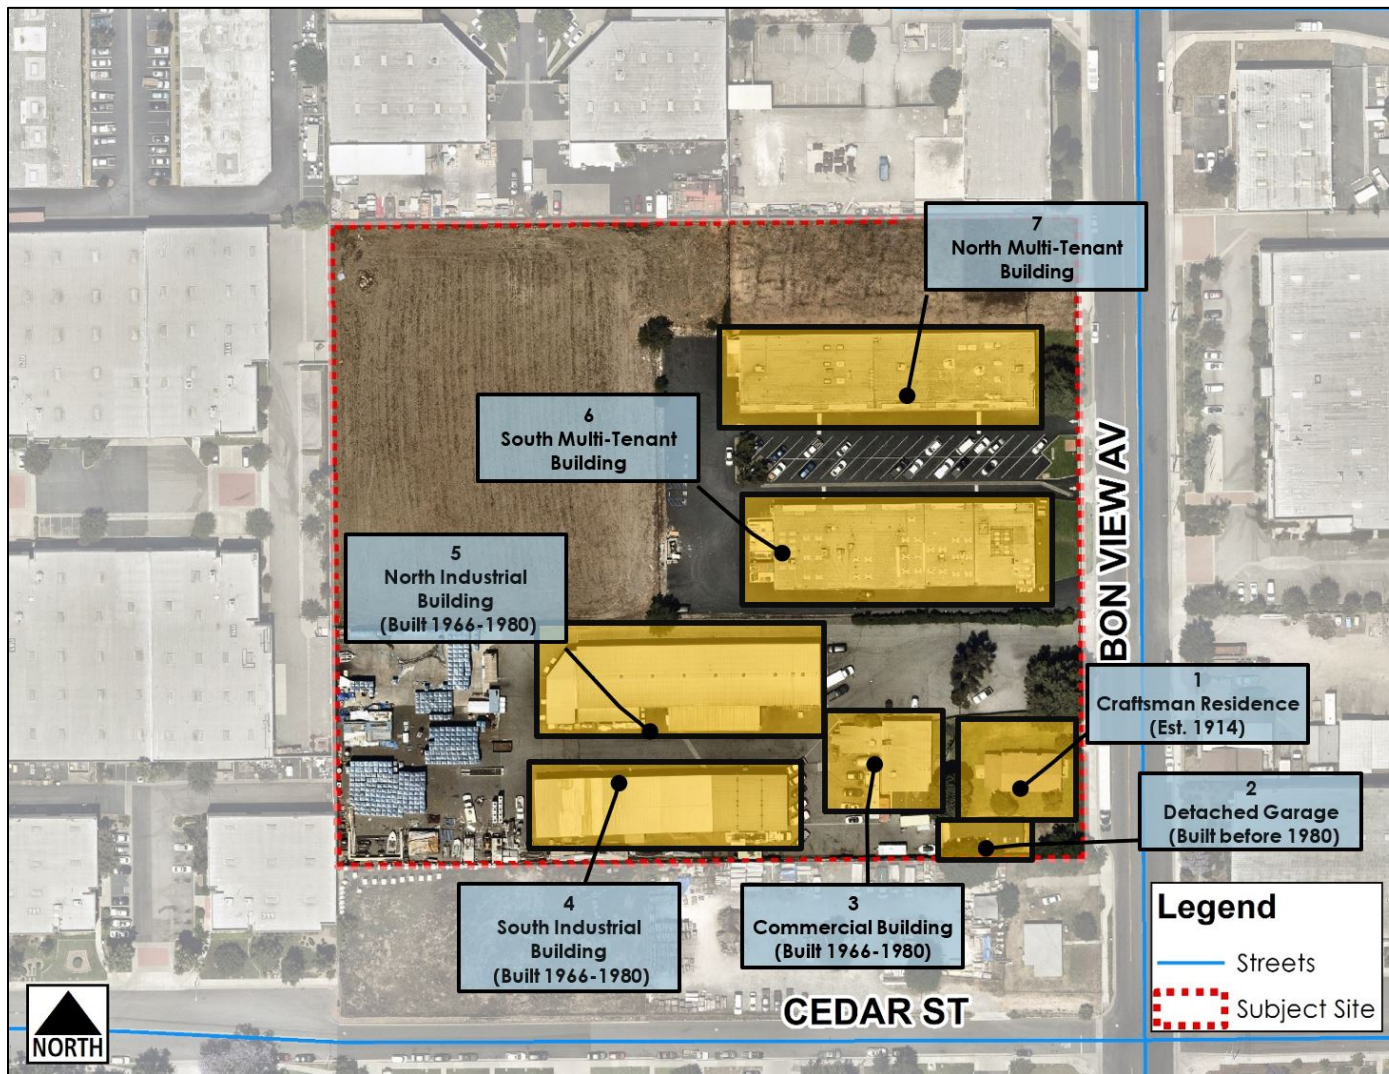 7
North Multi-Tenant
Building
6
South Multi-Tenant
Building
5
North Industrial
Building
(Built 1966-1980)
BON VIEW AV
1
Craftsman Residence
(Est. 1914)
2
Detached Garage
(Built before 1980)
4
South Industrial
Building
(Built 1966-1980)
3
Commercial Building
(Built 1966-1980)
CEDAR ST
NORTH
Legend
Streets
Subject Site